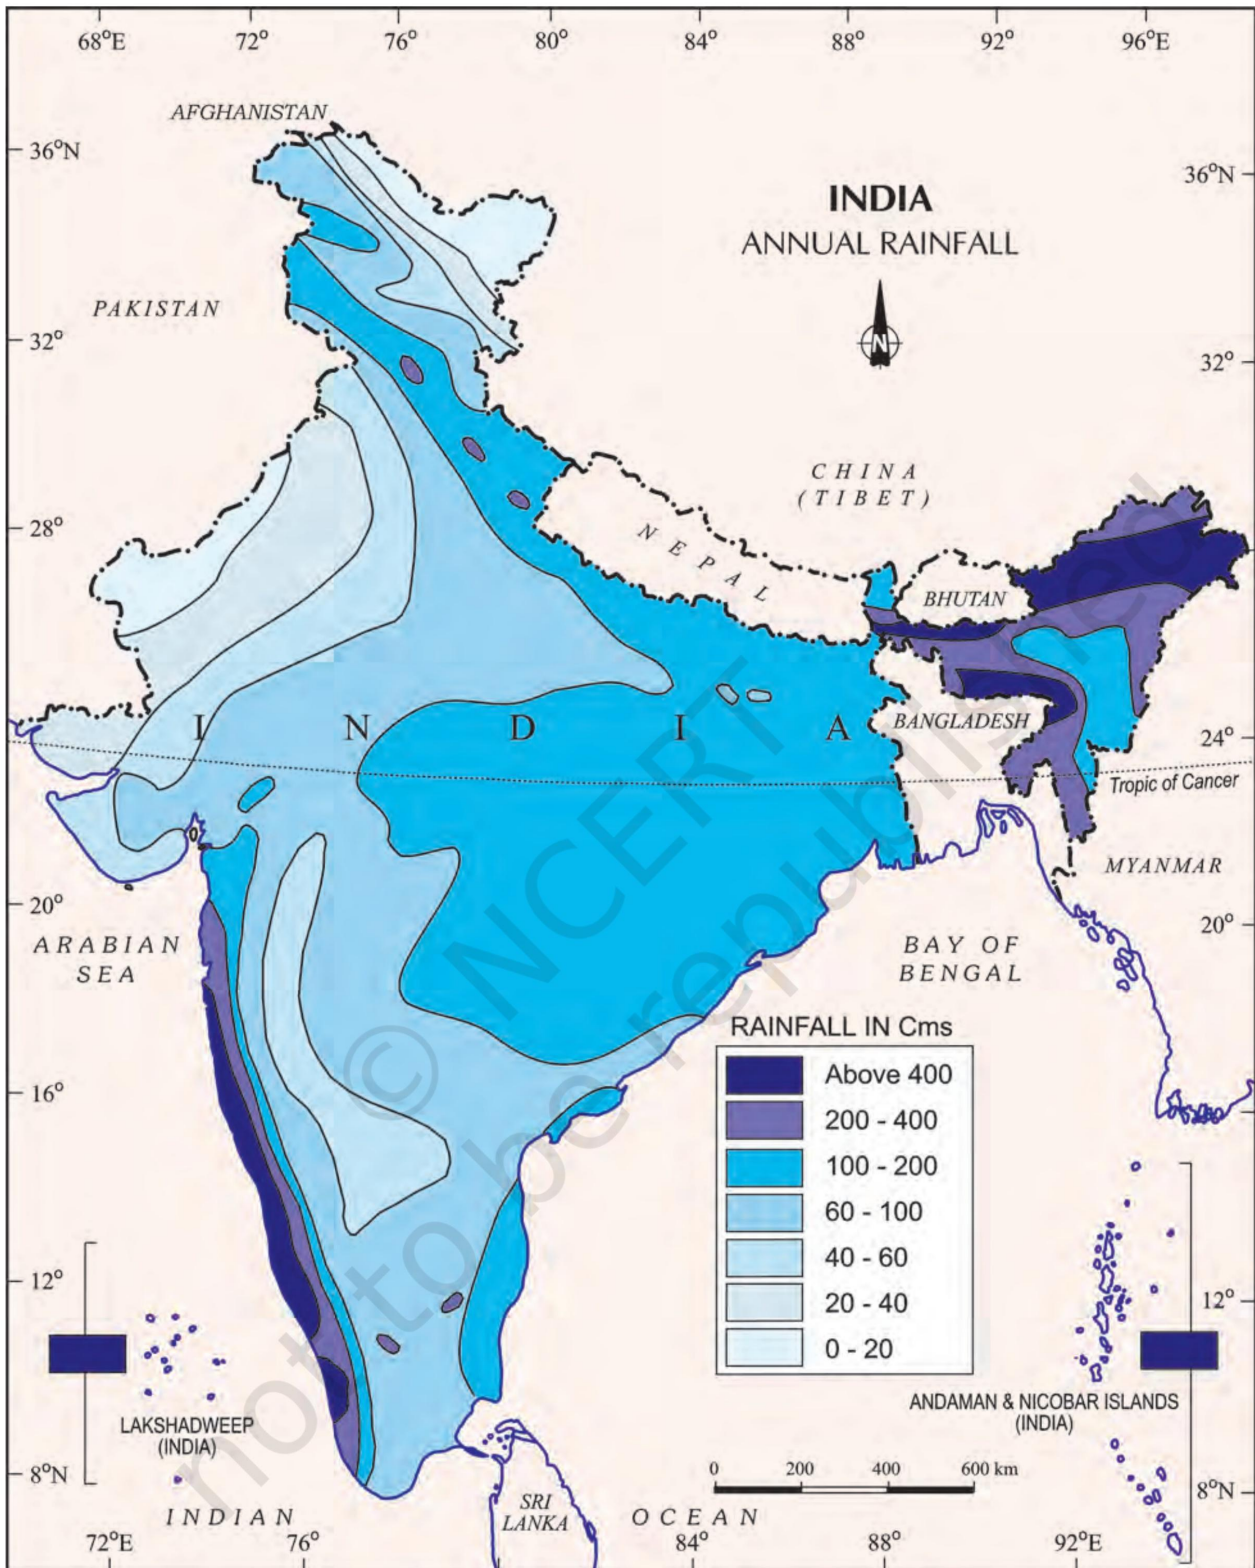 68°E 72° 76° 80° 84° 88° 92° 96°E
AFGHANISTAN
36°N
36°N
INDIA
ANNUAL RAINFALL
N
PAKISTAN
32°
32°
CHINA
(TIBET)
28°
28°
NEPAL
BHUTAN
INDIA
BANGLADESH
24°
24°
Tropic of Cancer
MYANMAR
20°
20°
ARABIAN
SEA
BAY OF
BENGAL
RAINFALL IN Cms
Above 400
200 - 400
100 - 200
60 - 100
40 - 60
20 - 40
0 - 20
16°
12°
12°
LAKSHADWEEP
(INDIA)
ANDAMAN & NICOBAR ISLANDS
(INDIA)
8°N
8°N
0 200 400 600 km
INDIAN OCEAN
SRI
LANKA
72°E 76° 84° 88° 92°E
© NCERT
not to be republished